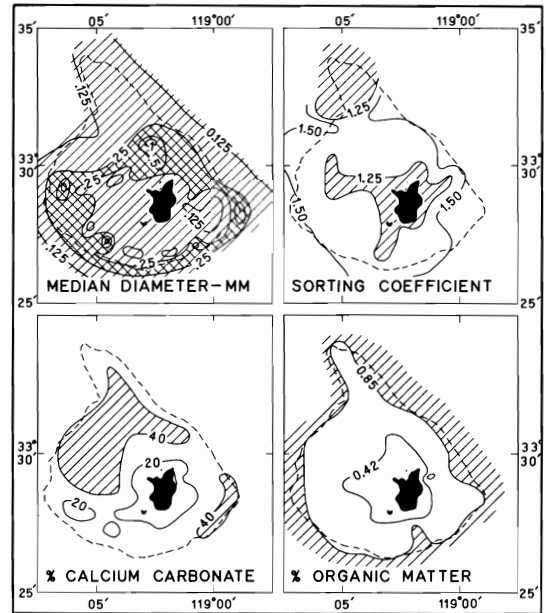 05' 119°00' 05' 119°00'
35' 35'
.125 0.125 1.25
.25 1.50
33° .25 .25 1.25 33°
30' 30'
.125 1.50 1.50
.125 .25 .25
MEDIAN DIAMETER-MM SORTING COEFFICIENT
25' 25'
0.85
40
33° 20 0.42 33°
30' 30'
20 40
% CALCIUM CARBONATE % ORGANIC MATTER
25' 25'
05' 119°00' 05' 119°00'